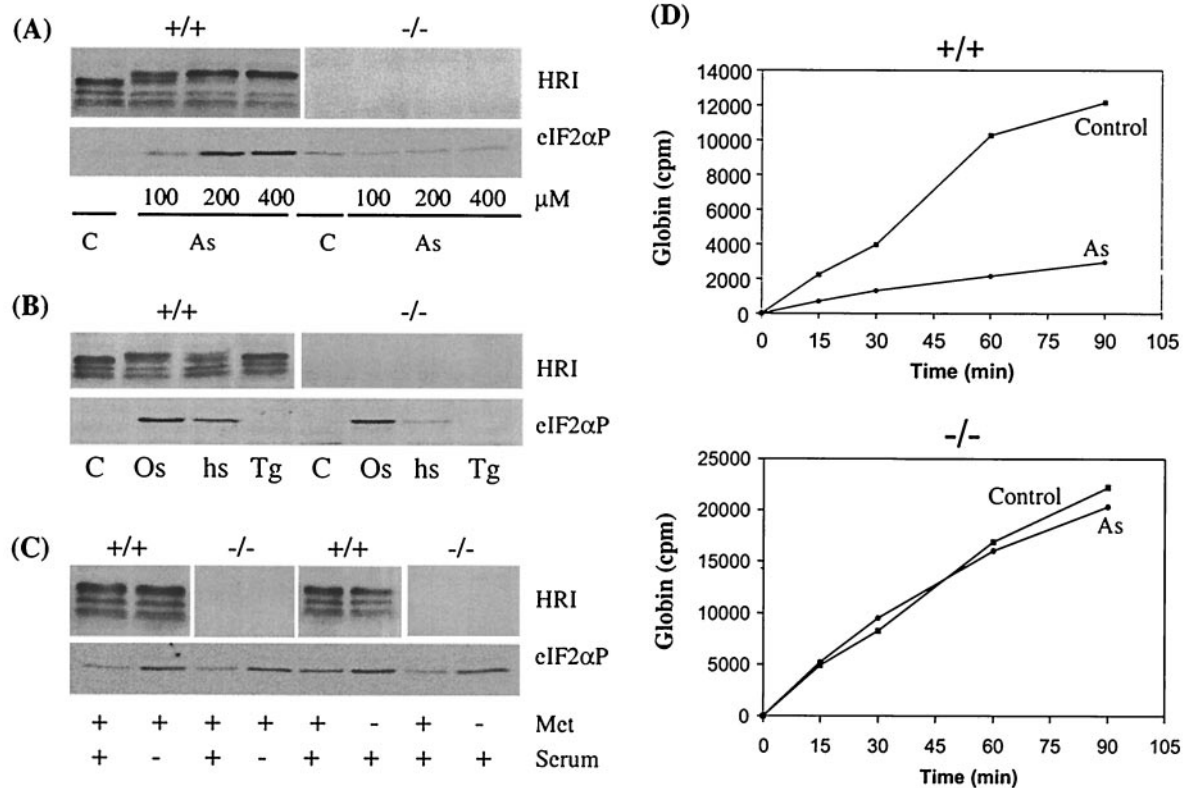 (A)
+/+ -/-
HRI
eIF2αP
100 200 400 100 200 400 μM
C As C As
(B)
+/+ -/-
HRI
eIF2αP
C Os hs Tg C Os hs Tg
(C)
+/+ -/- +/+ -/-
HRI
eIF2αP
+ + + + + - + - Met
+ - + - + + + + Serum
(D)
+/+
Globin (cpm)
14000
12000
10000
8000
6000
4000
2000
0
Control
As
0 15 30 45 60 75 90 105
Time (min)
-/-
Globin (cpm)
25000
20000
15000
10000
5000
0
Control
As
0 15 30 45 60 75 90 105
Time (min)